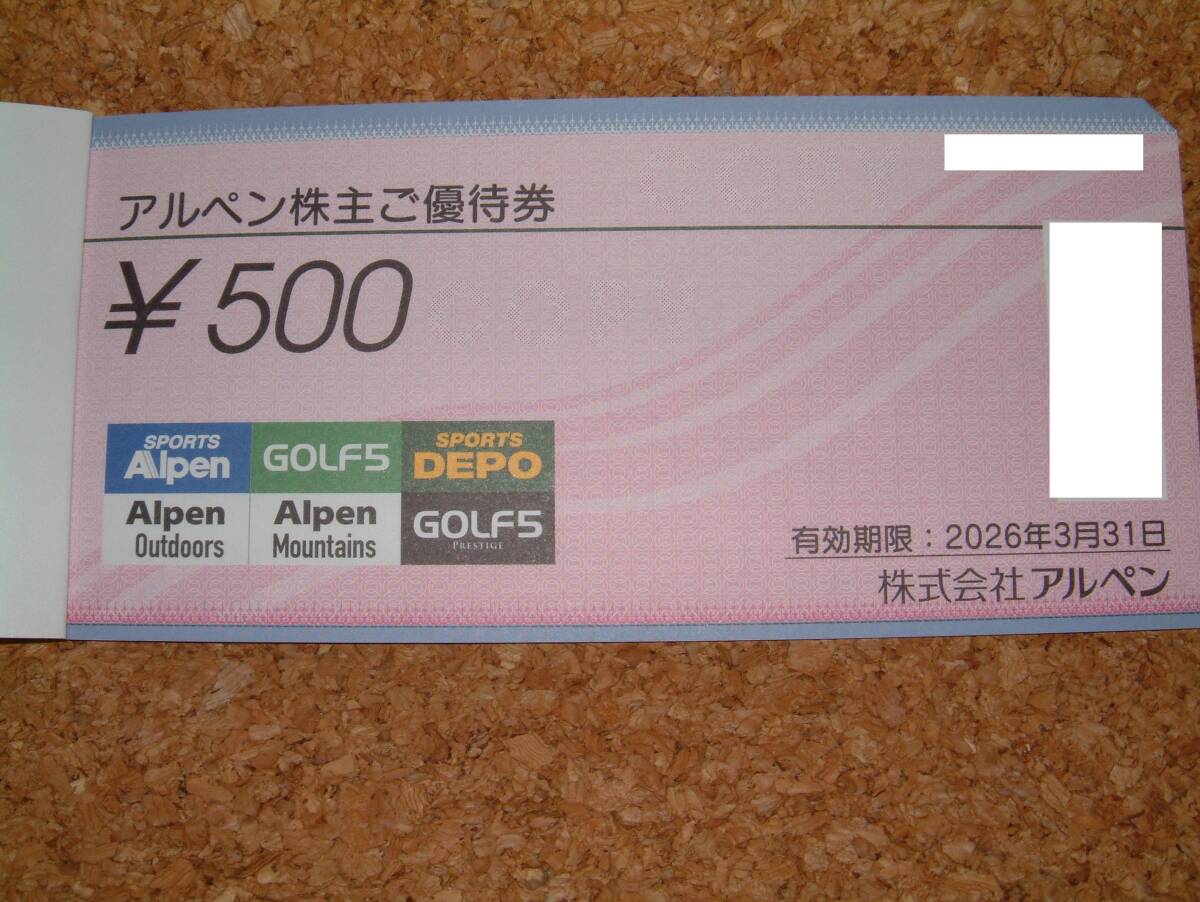 アルペン株主ご優待券
¥500
SPORTS Alpen
GOLF5
SPORTS DEPO
Alpen Outdoors
Alpen Mountains
GOLF5 PRESTIGE
有効期限：2026年3月31日
株式会社アルペン